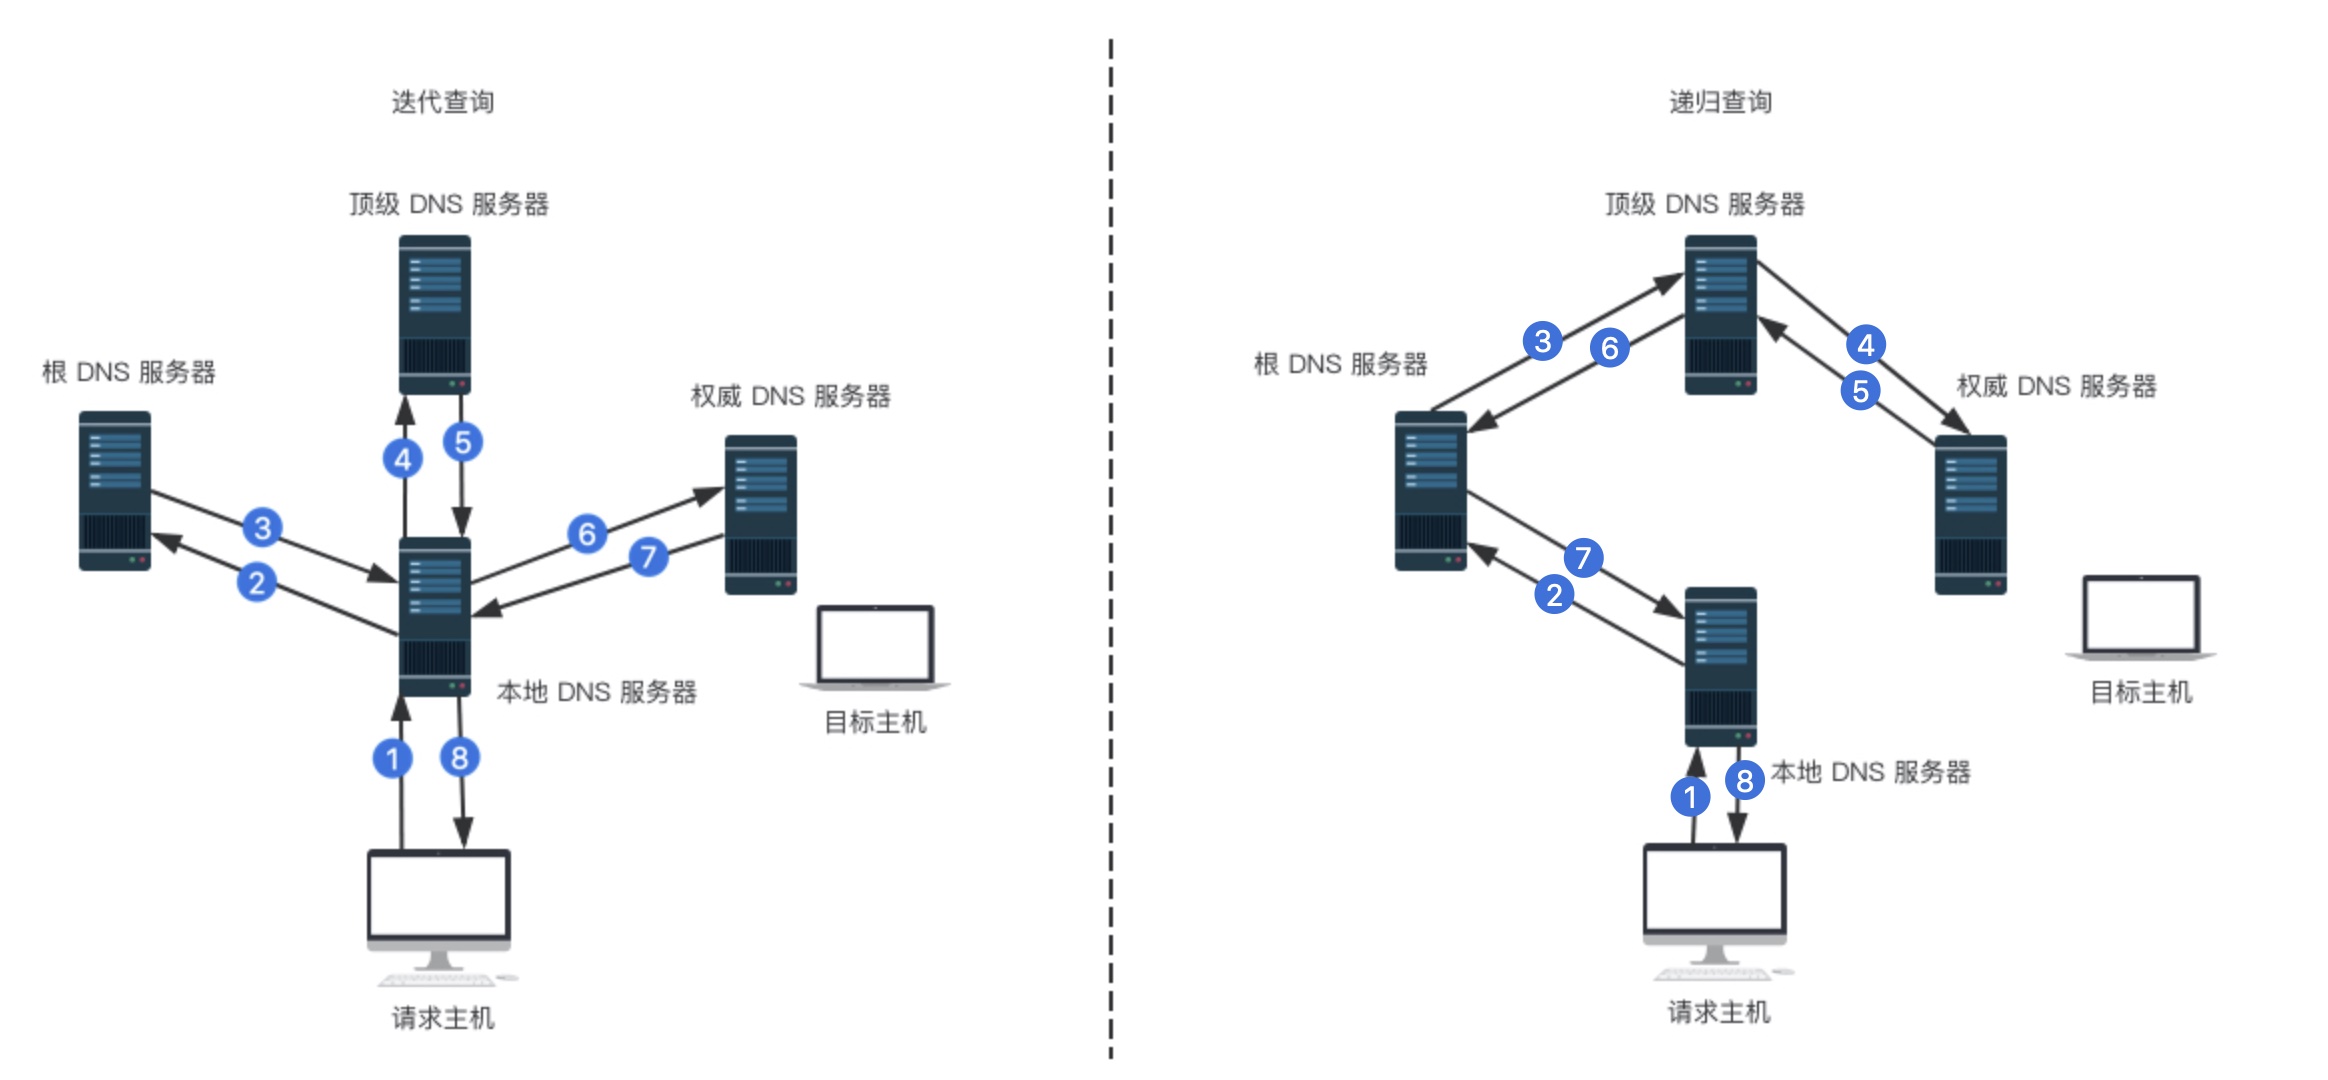 迭代查询
顶级 DNS 服务器
根 DNS 服务器
权威 DNS 服务器
4
5
3
6
7
2
本地 DNS 服务器
目标主机
1
8
请求主机
递归查询
顶级 DNS 服务器
3
6
4
根 DNS 服务器
5
权威 DNS 服务器
7
2
目标主机
本地 DNS 服务器
1
8
请求主机